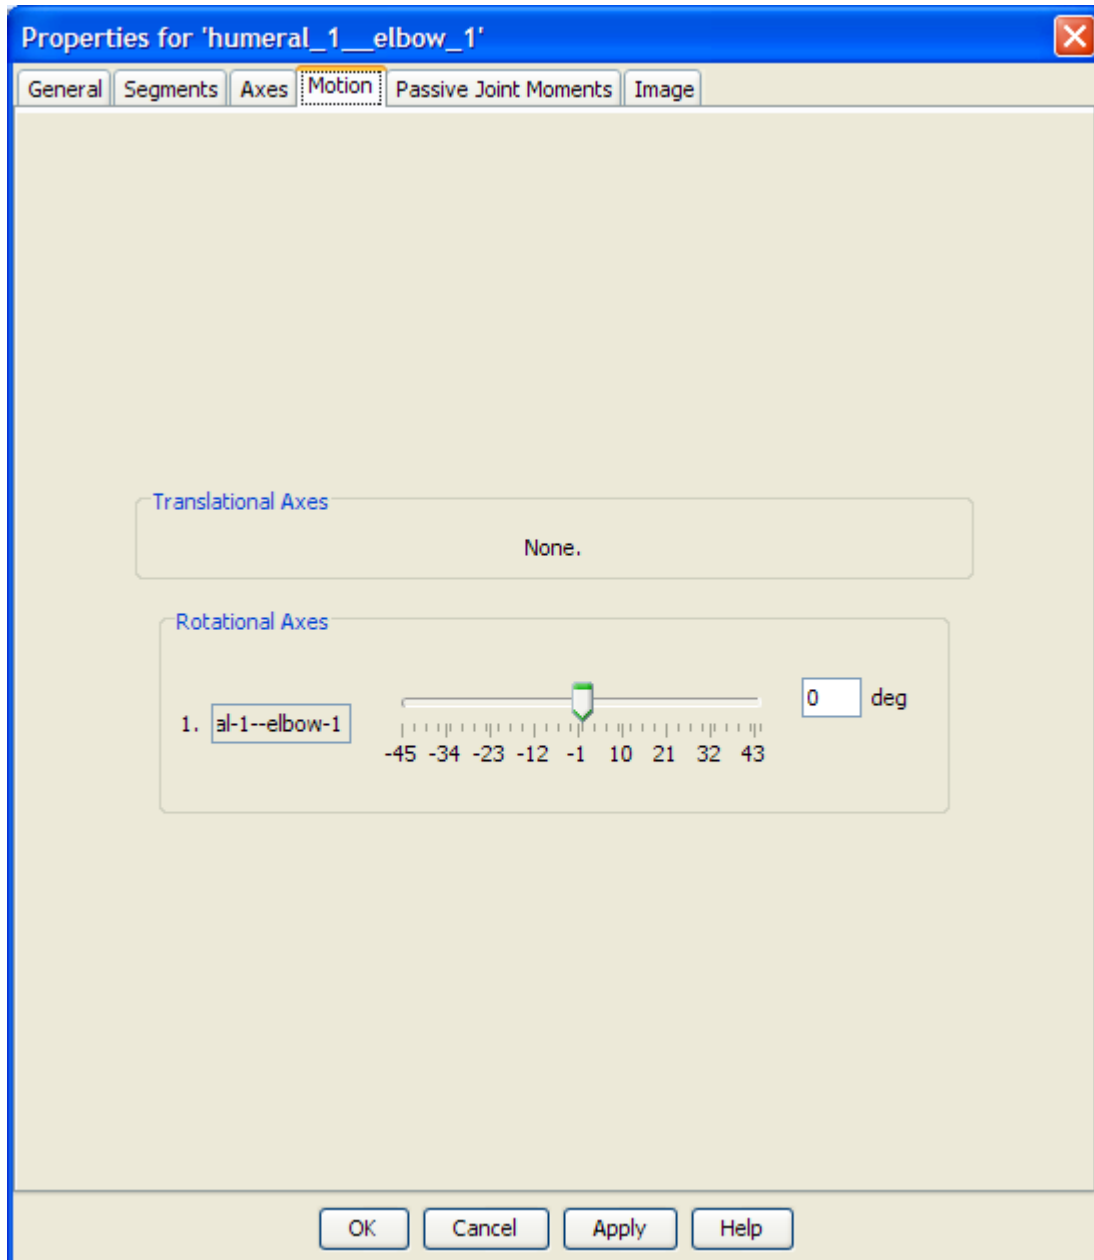 Properties for 'humeral_1__elbow_1'
General Segments Axes Motion Passive Joint Moments Image
Translational Axes
None.
Rotational Axes
1. al-1--elbow-1 0 deg
-45 -34 -23 -12 -1 10 21 32 43
OK Cancel Apply Help